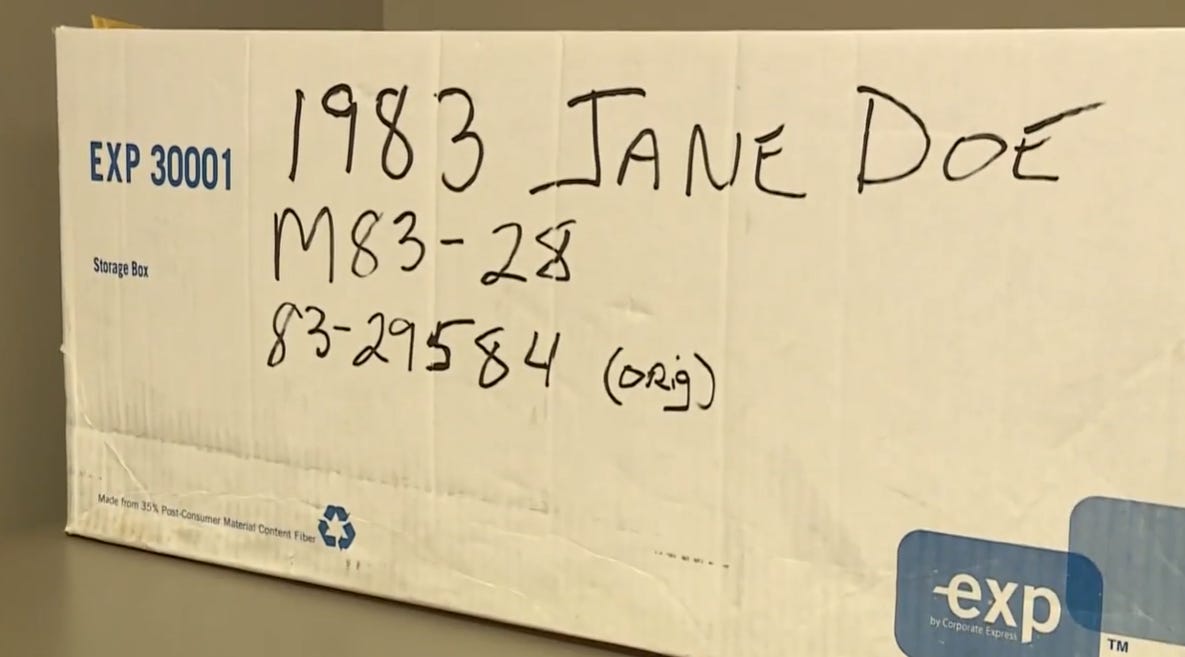 1983 JANE DOE
EXP 30001
M83-28
Storage Box
83-29584 (ORig)
Made from 35% Post-Consumer Material Content Fiber
exp
by Corporate Express
TM